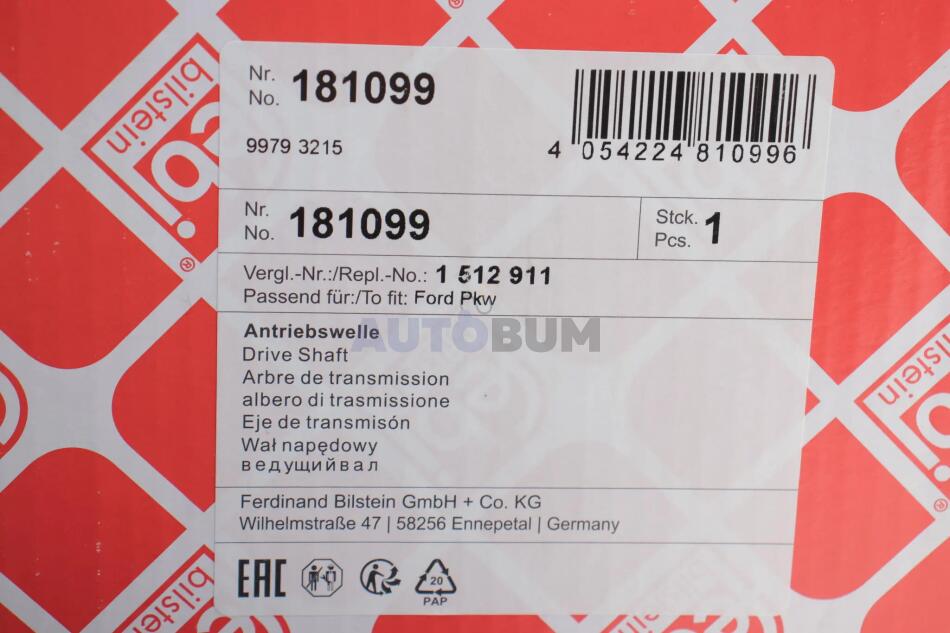 Nr.
No. 181099
9979 3215
4 054224 810996
Nr.
No. 181099
Stck.
Pcs. 1
Vergl.-Nr.:/Repl.-No.: 1 512 911
Passend für:/To fit: Ford Pkw
AUTOBUM
Antriebswelle
Drive Shaft
Arbre de transmission
albero di trasmissione
Eje de transmisón
Wał napędowy
ведущийвал
Ferdinand Bilstein GmbH + Co. KG
Wilhelmstraße 47 | 58256 Ennepetal | Germany
EAC
20
PAP
febi
bilstein
bilstein
bilstein